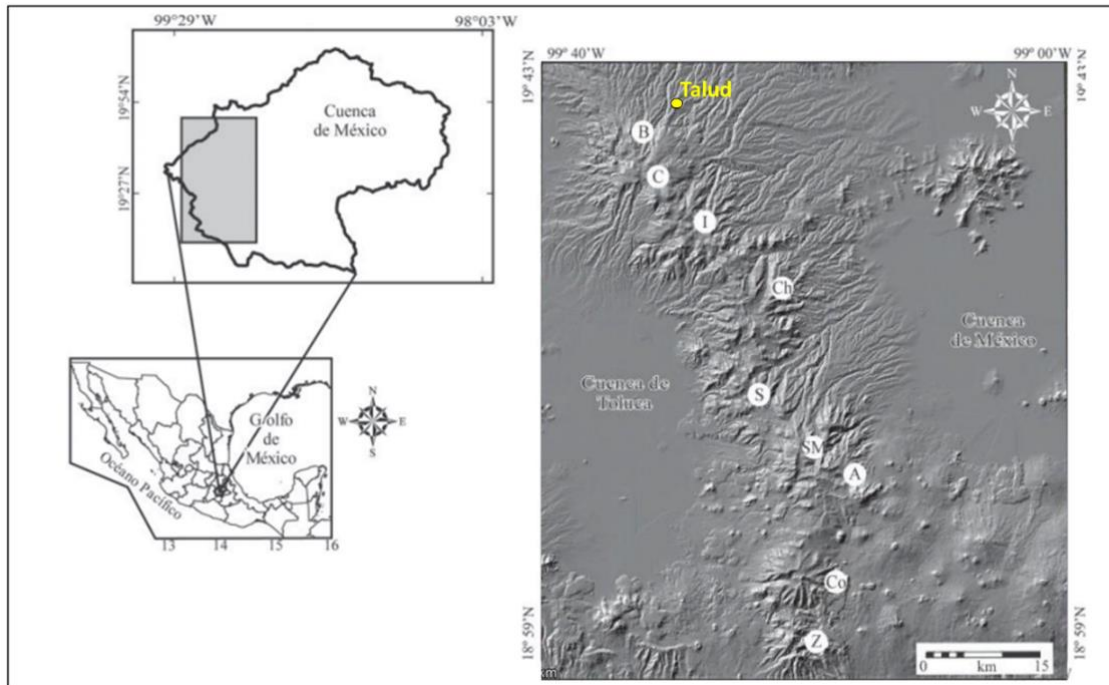 99°29'W
98°03'W
19°54'N
19°27'N
Cuenca
de México
N
W
E
S
Golfo
de
México
Océano Pacífico
13
14
15
16
99° 40'W
99° 00'W
19° 43'N
19° 43'N
Talud
N
W
E
S
B
C
I
Ch
Cuenca
de México
Cuenca de
Toluca
S
SM
A
Co
Z
18° 59'N
18° 59'N
0
km
15